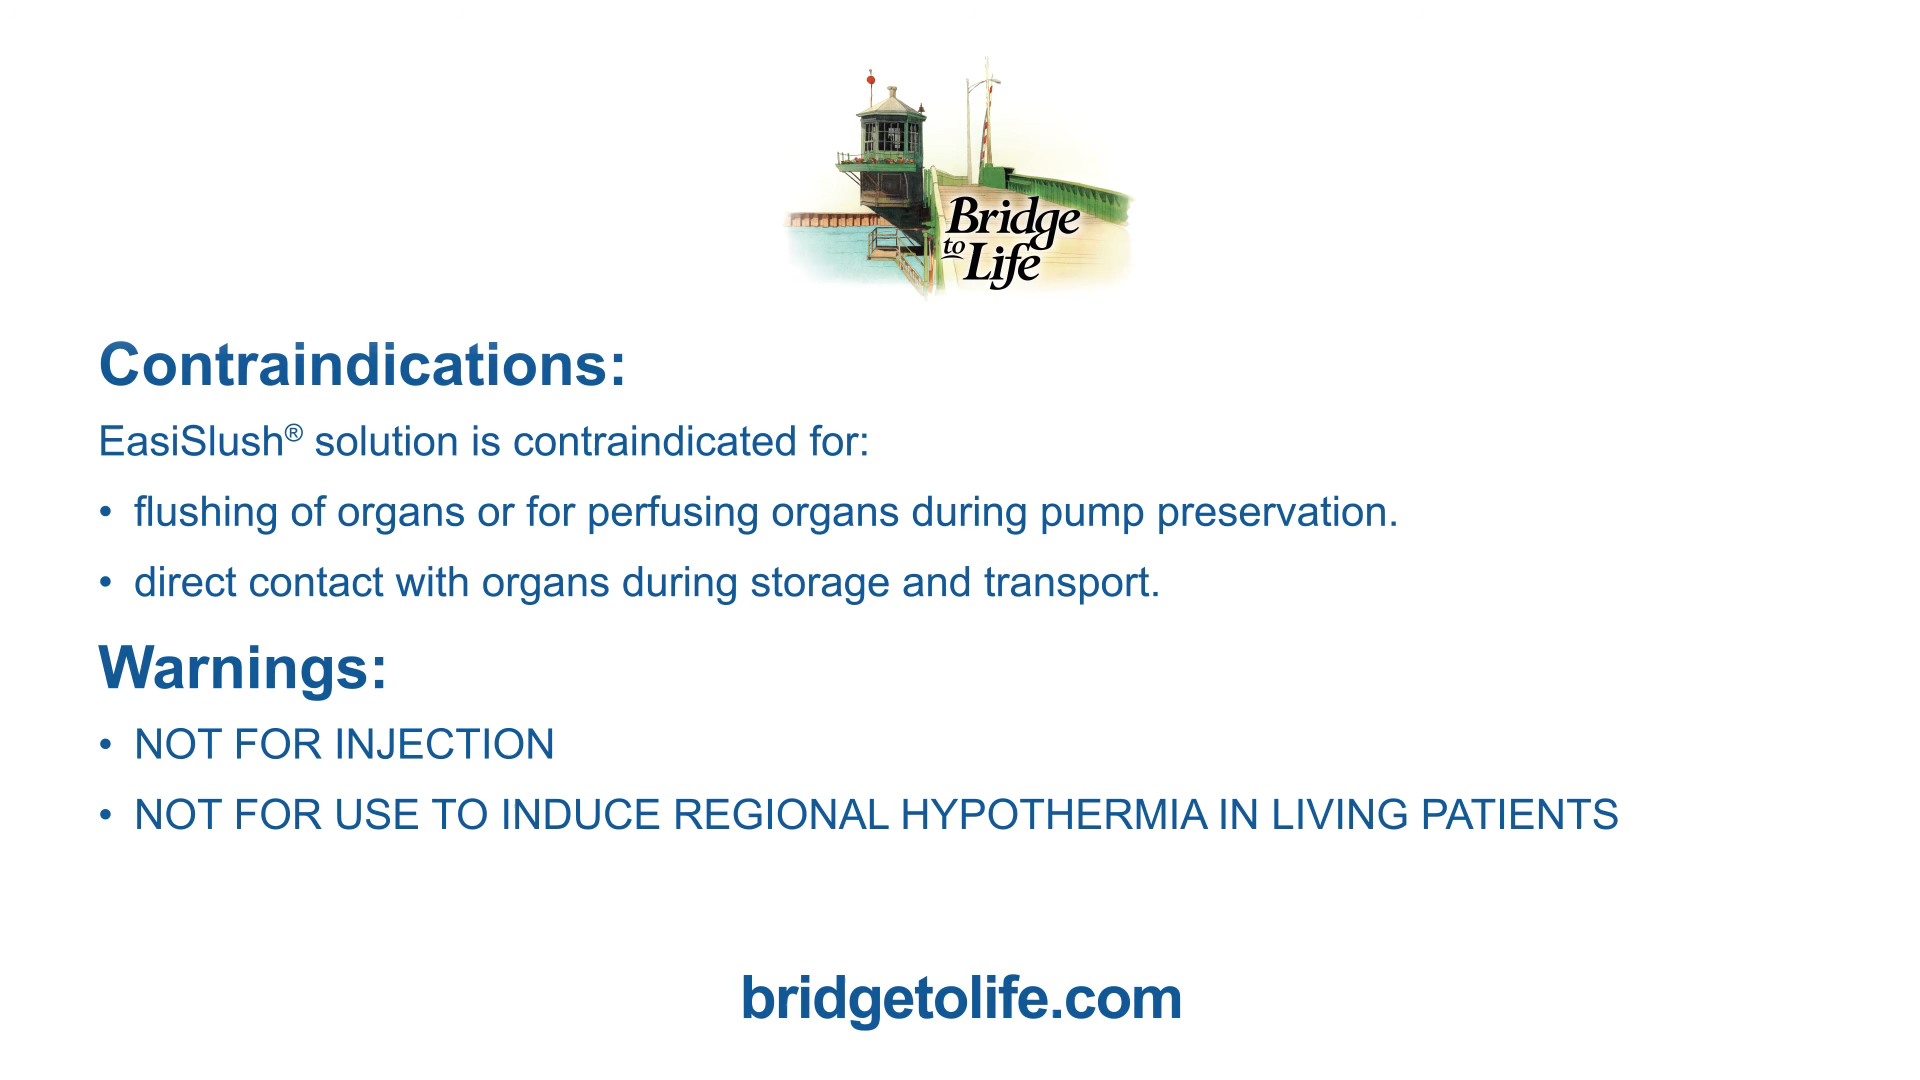 Bridge
to
Life
Contraindications:
EasiSlush® solution is contraindicated for:
• flushing of organs or for perfusing organs during pump preservation.
• direct contact with organs during storage and transport.
Warnings:
• NOT FOR INJECTION
• NOT FOR USE TO INDUCE REGIONAL HYPOTHERMIA IN LIVING PATIENTS
bridgetolife.com